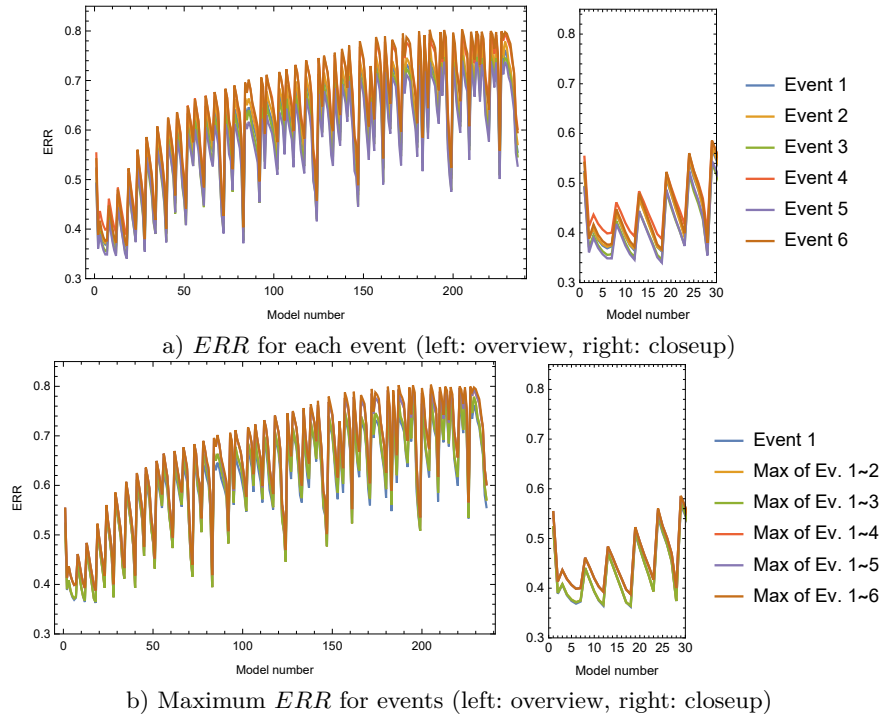 0.8
0.7
0.6
0.5
0.4
0.3
ERR
0 50 100 150 200
Model number
0.8
0.7
0.6
0.5
0.4
0.3
0 5 10 15 20 25 30
Model number
Event 1
Event 2
Event 3
Event 4
Event 5
Event 6
a) ERR for each event (left: overview, right: closeup)
0.8
0.7
0.6
0.5
0.4
0.3
ERR
0 50 100 150 200
Model number
0.8
0.7
0.6
0.5
0.4
0.3
0 5 10 15 20 25 30
Model number
Event 1
Max of Ev. 1~2
Max of Ev. 1~3
Max of Ev. 1~4
Max of Ev. 1~5
Max of Ev. 1~6
b) Maximum ERR for events (left: overview, right: closeup)